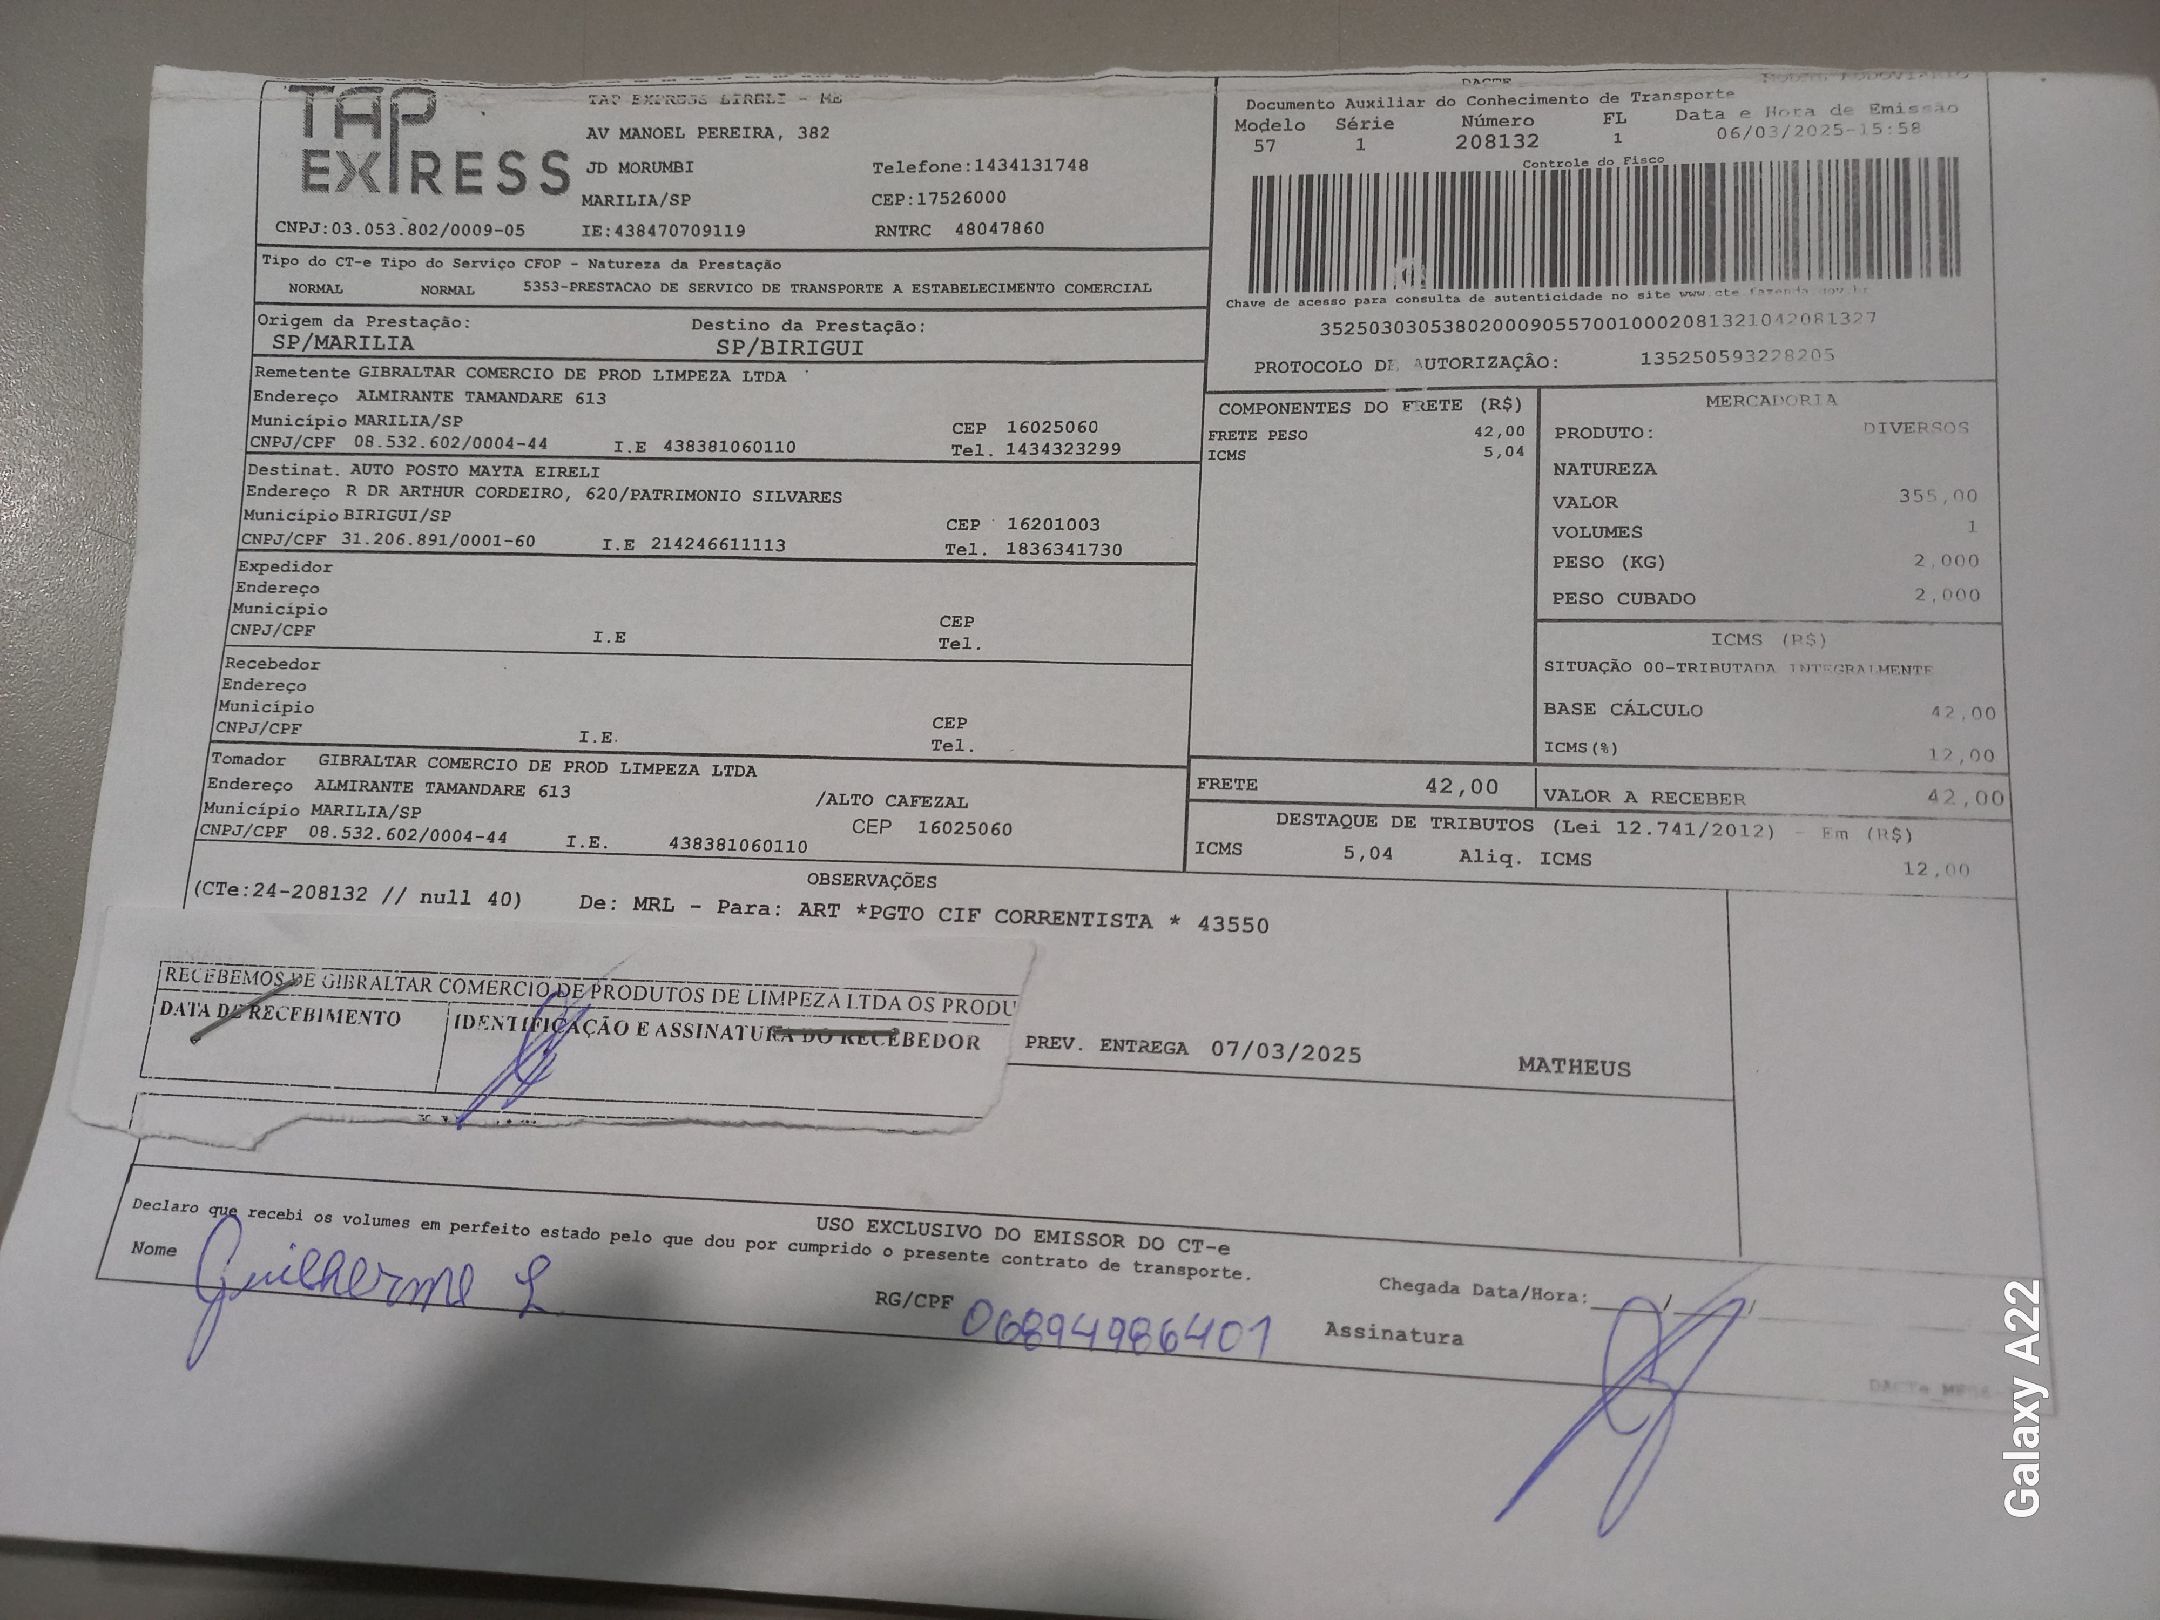 TAP EXPRESS
TAP EXPRESS EIRELI - ME
AV MANOEL PEREIRA, 382
JD MORUMBI Telefone:1434131748
MARILIA/SP CEP:17526000
CNPJ:03.053.802/0009-05 IE:438470709119 RNTRC 48047860
DACTE MODAL RODOVIARIO
Documento Auxiliar do Conhecimento de Transporte
Modelo Série Número FL Data e Hora de Emissão
57 1 208132 1 06/03/2025-15:58
Controle do Fisco
Chave de acesso para consulta de autenticidade no site www.cte.fazenda.gov.br
35250303053802000905570010002081321042081327
PROTOCOLO DE AUTORIZAÇÃO: 135250593228205
Tipo do CT-e Tipo do Serviço CFOP - Natureza da Prestação
NORMAL NORMAL 5353-PRESTACAO DE SERVICO DE TRANSPORTE A ESTABELECIMENTO COMERCIAL
Origem da Prestação: Destino da Prestação:
SP/MARILIA SP/BIRIGUI
Remetente GIBRALTAR COMERCIO DE PROD LIMPEZA LTDA
Endereço ALMIRANTE TAMANDARE 613
Município MARILIA/SP CEP 16025060
CNPJ/CPF 08.532.602/0004-44 I.E 438381060110 Tel. 1434323299
Destinat. AUTO POSTO MAYTA EIRELI
Endereço R DR ARTHUR CORDEIRO, 620/PATRIMONIO SILVARES
Município BIRIGUI/SP CEP 16201003
CNPJ/CPF 31.206.891/0001-60 I.E 214246611113 Tel. 1836341730
Expedidor
Endereço
Município CEP
CNPJ/CPF I.E Tel.
Recebedor
Endereço
Município CEP
CNPJ/CPF I.E. Tel.
Tomador GIBRALTAR COMERCIO DE PROD LIMPEZA LTDA
Endereço ALMIRANTE TAMANDARE 613 /ALTO CAFEZAL
Município MARILIA/SP CEP 16025060
CNPJ/CPF 08.532.602/0004-44 I.E. 438381060110
COMPONENTES DO FRETE (R$)
FRETE PESO 42,00
ICMS 5,04
MERCADORIA
PRODUTO: DIVERSOS
NATUREZA
VALOR 355,00
VOLUMES 1
PESO (KG) 2,000
PESO CUBADO 2,000
ICMS (R$)
SITUAÇÃO 00-TRIBUTADA INTEGRALMENTE
BASE CÁLCULO 42,00
ICMS(%) 12,00
FRETE 42,00 VALOR A RECEBER 42,00
DESTAQUE DE TRIBUTOS (Lei 12.741/2012) - Em (R$)
ICMS 5,04 Aliq. ICMS 12,00
OBSERVAÇÕES
(CTe:24-208132 // null 40) De: MRL - Para: ART *PGTO CIF CORRENTISTA * 43550
RECEBEMOS DE GIBRALTAR COMERCIO DE PRODUTOS DE LIMPEZA LTDA OS PRODU
DATA DE RECEBIMENTO IDENTIFICAÇÃO E ASSINATURA DO RECEBEDOR
PREV. ENTREGA 07/03/2025 MATHEUS
USO EXCLUSIVO DO EMISSOR DO CT-e
Declaro que recebi os volumes em perfeito estado pelo que dou por cumprido o presente contrato de transporte.
Nome Guilherme L RG/CPF 06894986401
Chegada Data/Hora:____/____/
Assinatura
Galaxy A22